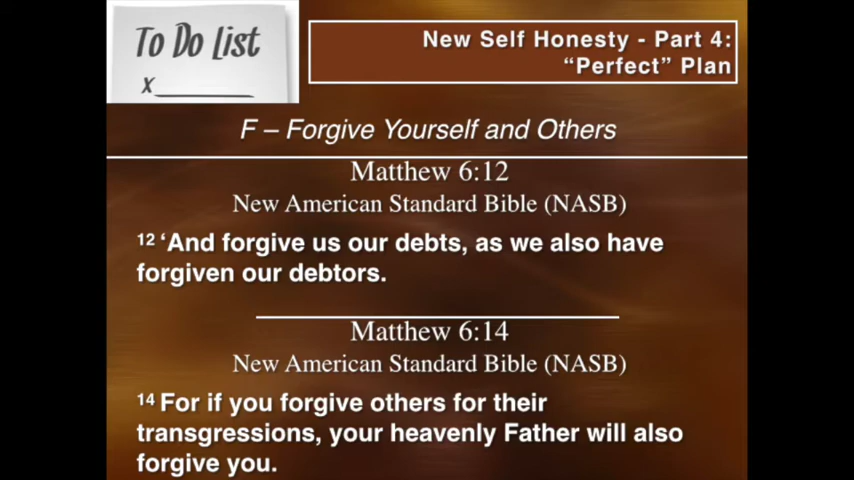 To Do List
x
New Self Honesty - Part 4:
“Perfect” Plan
F – Forgive Yourself and Others
Matthew 6:12
New American Standard Bible (NASB)
12 ‘And forgive us our debts, as we also have
forgiven our debtors.
Matthew 6:14
New American Standard Bible (NASB)
14 For if you forgive others for their
transgressions, your heavenly Father will also
forgive you.